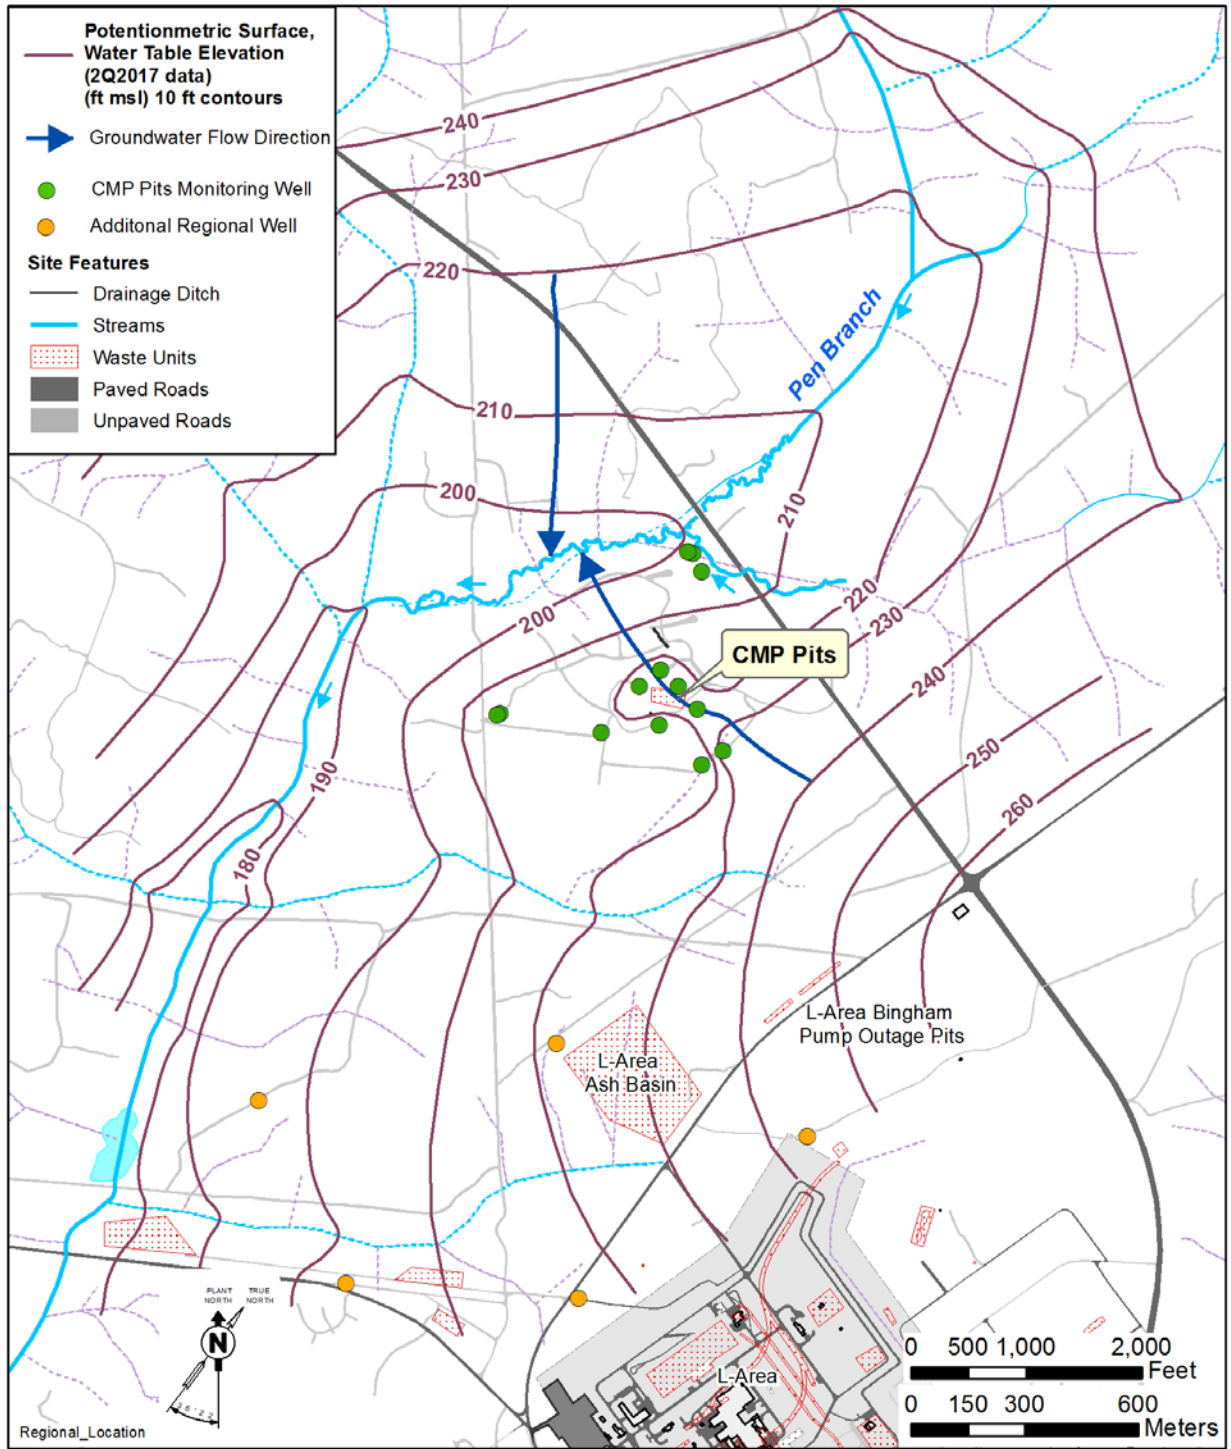 Potentionmetric Surface,
Water Table Elevation
(2Q2017 data)
(ft msl) 10 ft contours
Groundwater Flow Direction
CMP Pits Monitoring Well
Additonal Regional Well
Site Features
Drainage Ditch
Streams
Waste Units
Paved Roads
Unpaved Roads
240
230
220
Pen Branch
210
200
210
220
200
230
CMP Pits
240
250
190
260
180
L-Area Bingham
Pump Outage Pits
L-Area
Ash Basin
PLANT NORTH
TRUE NORTH
N
36°22'
L-Area
0 500 1,000 2,000
Feet
0 150 300 600
Meters
Regional_Location